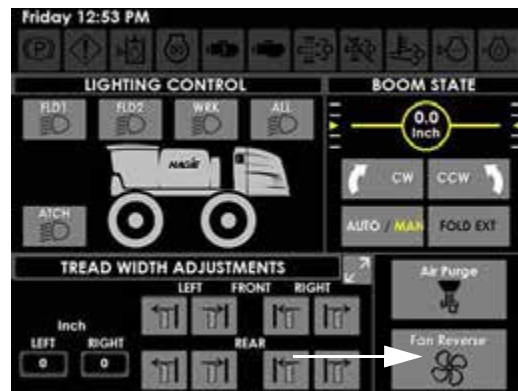 Friday 12:53 PM
LIGHTING CONTROL
FLD1 FLD2 WRK ALL
HAGIE
ATCH
BOOM STATE
0.0
Inch
CW CCW
AUTO / MAN FOLD EXT
TREAD WIDTH ADJUSTMENTS
LEFT FRONT RIGHT
Inch
LEFT RIGHT REAR
0 0
Air Purge
Fan Reverse